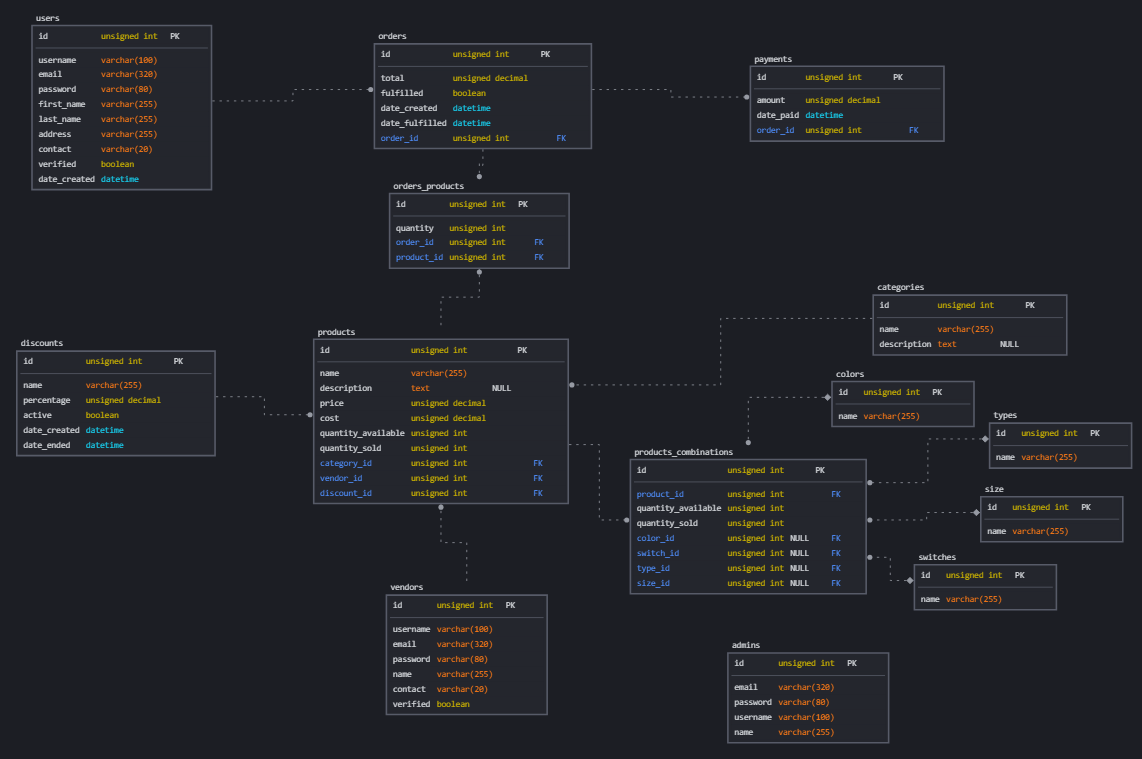 users
id unsigned int PK
username varchar(100)
email varchar(320)
password varchar(80)
first_name varchar(255)
last_name varchar(255)
address varchar(255)
contact varchar(20)
verified boolean
date_created datetime
orders
id unsigned int PK
total unsigned decimal
fulfilled boolean
date_created datetime
date_fulfilled datetime
order_id unsigned int FK
payments
id unsigned int PK
amount unsigned decimal
date_paid datetime
order_id unsigned int FK
orders_products
id unsigned int PK
quantity unsigned int
order_id unsigned int FK
product_id unsigned int FK
categories
id unsigned int PK
name varchar(255)
description text NULL
discounts
id unsigned int PK
name varchar(255)
percentage unsigned decimal
active boolean
date_created datetime
date_ended datetime
products
id unsigned int PK
name varchar(255)
description text NULL
price unsigned decimal
cost unsigned decimal
quantity_available unsigned int
quantity_sold unsigned int
category_id unsigned int FK
vendor_id unsigned int FK
discount_id unsigned int FK
colors
id unsigned int PK
name varchar(255)
types
id unsigned int PK
name varchar(255)
products_combinations
id unsigned int PK
product_id unsigned int FK
quantity_available unsigned int
quantity_sold unsigned int
color_id unsigned int NULL FK
switch_id unsigned int NULL FK
type_id unsigned int NULL FK
size_id unsigned int NULL FK
size
id unsigned int PK
name varchar(255)
switches
id unsigned int PK
name varchar(255)
vendors
id unsigned int PK
username varchar(100)
email varchar(320)
password varchar(80)
name varchar(255)
contact varchar(20)
verified boolean
admins
id unsigned int PK
email varchar(320)
password varchar(80)
username varchar(100)
name varchar(255)